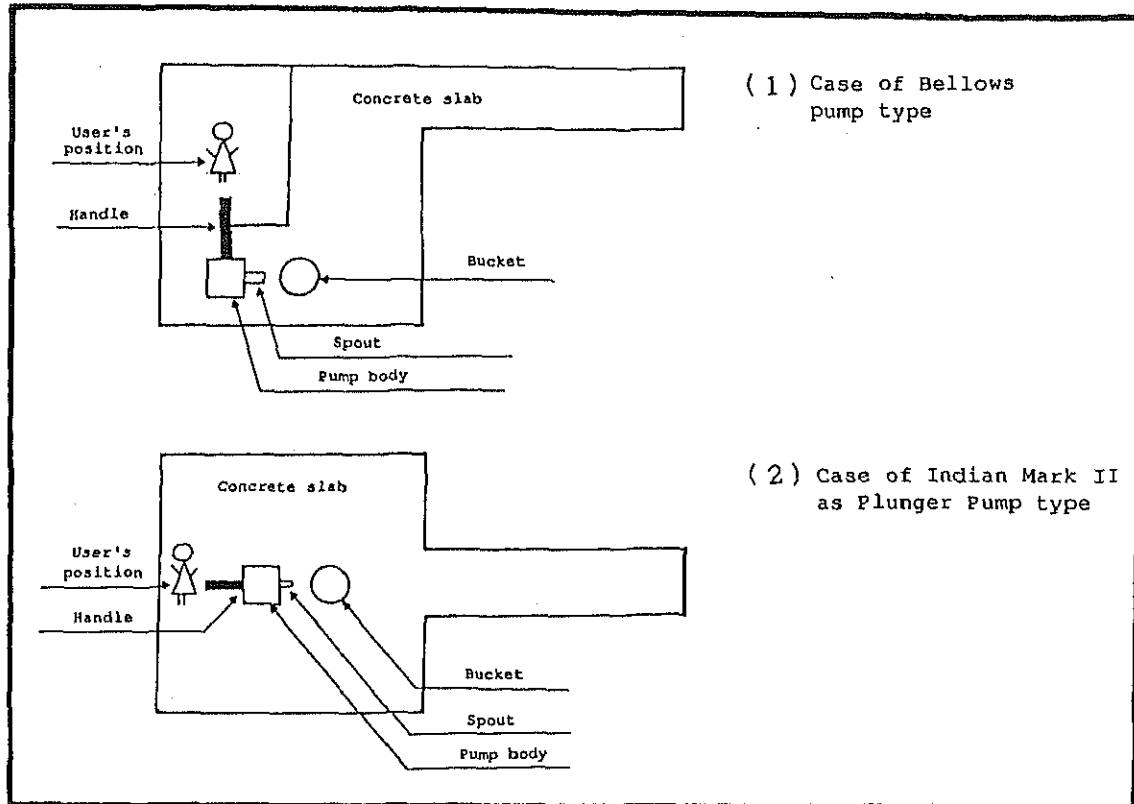 (1) Case of Bellows
pump type
Concrete slab
User's
position
Handle
Bucket
Spout
Pump body
(2) Case of Indian Mark II
as Plunger Pump type
Concrete slab
User's
position
Handle
Bucket
Spout
Pump body